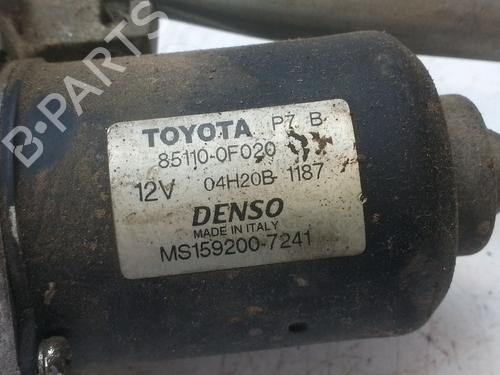 B-PARTS
TOYOTA P7 B
85110-0F020
12V 04H20B 1187
DENSO
MADE IN ITALY
MS159200-7241